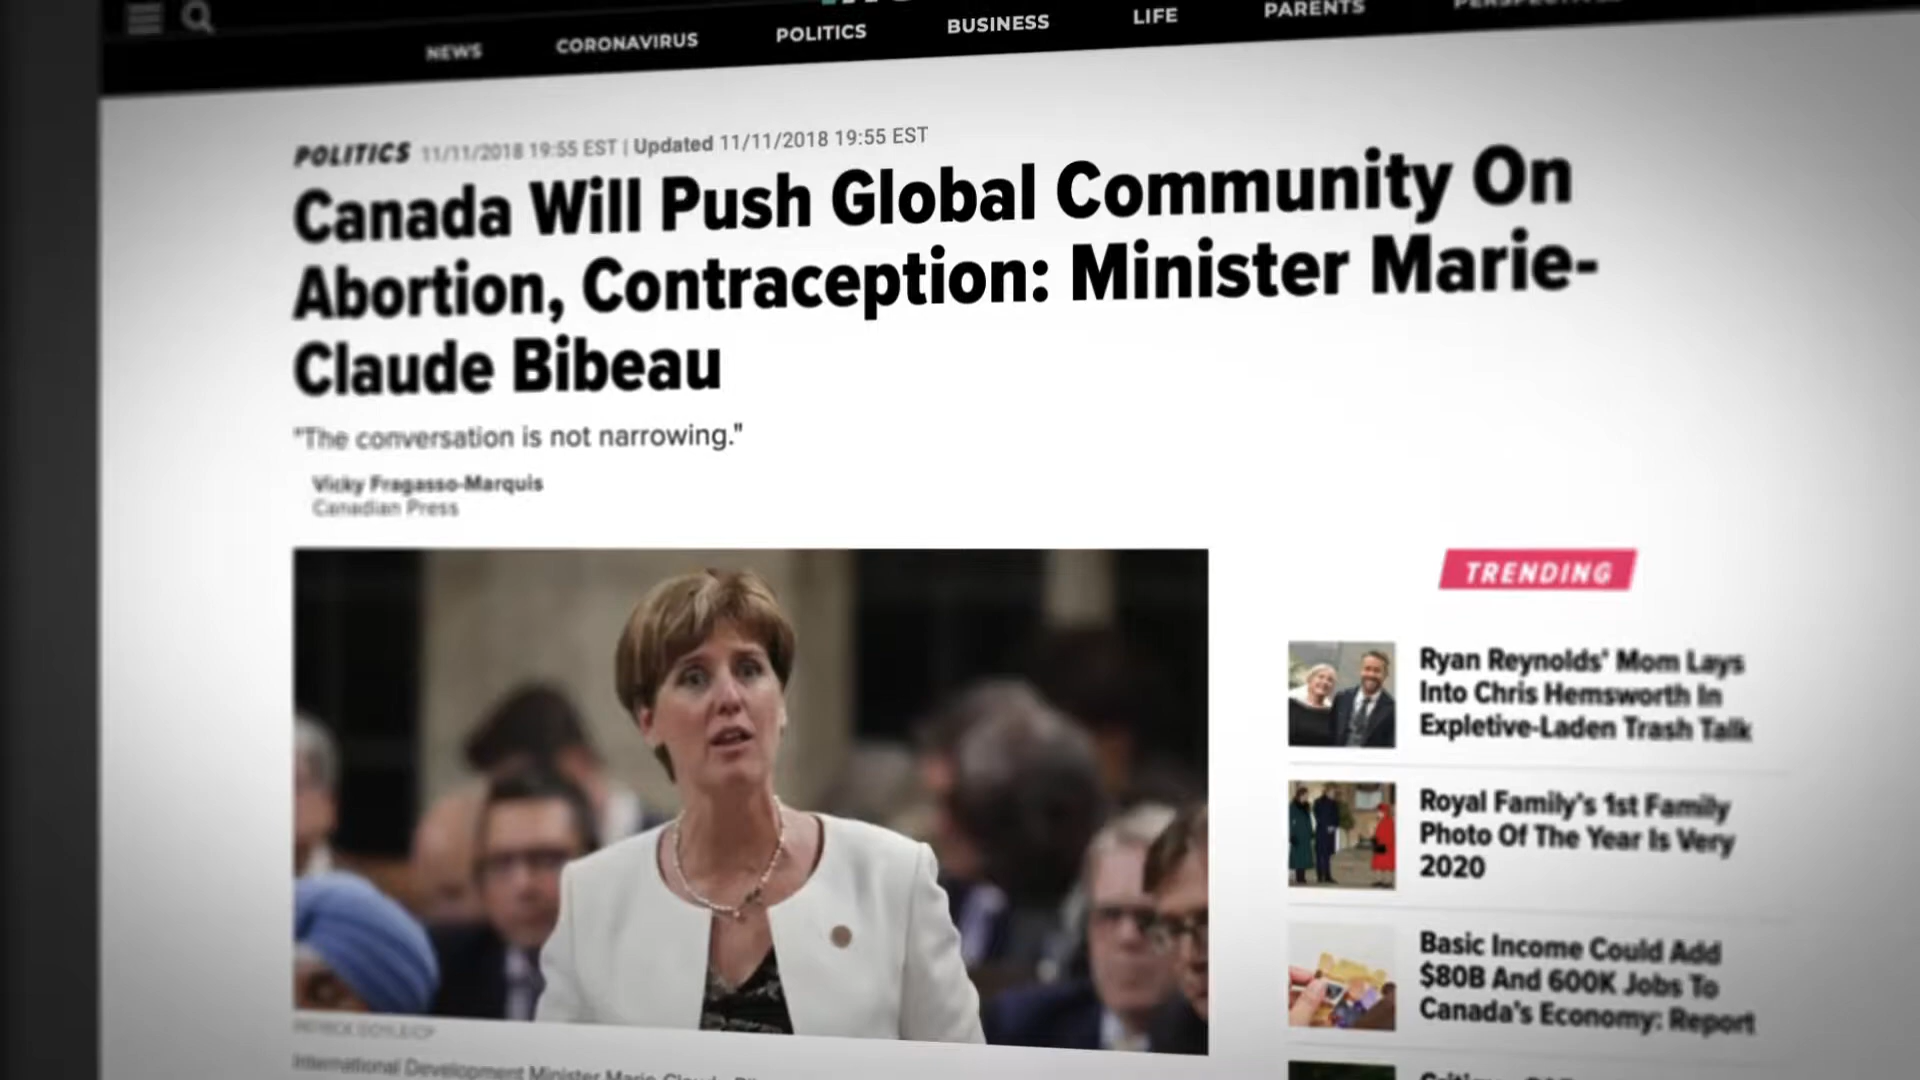 NEWS CORONAVIRUS POLITICS BUSINESS LIFE PARENTS
POLITICS 11/11/2018 19:55 EST | Updated 11/11/2018 19:55 EST
Canada Will Push Global Community On
Abortion, Contraception: Minister Marie-
Claude Bibeau
"The conversation is not narrowing."
Vicky Fragasso-Marquis
Canadian Press
TRENDING
Ryan Reynolds' Mom Lays
Into Chris Hemsworth In
Expletive-Laden Trash Talk
Royal Family's 1st Family
Photo Of The Year Is Very
2020
Basic Income Could Add
$80B And 600K Jobs To
Canada's Economy: Report
International Development Minister